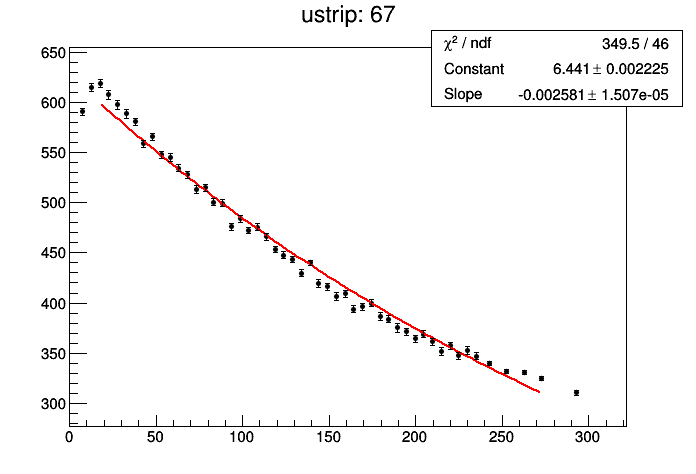 ustrip: 67
χ² / ndf 349.5 / 46
Constant 6.441 ± 0.002225
Slope -0.002581 ± 1.507e-05
650
600
550
500
450
400
350
300
0 50 100 150 200 250 300